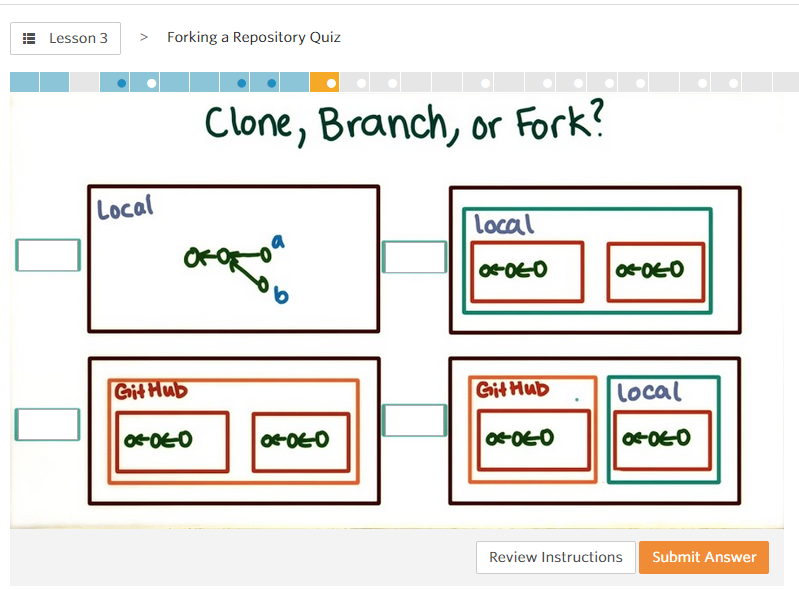 Lesson 3 > Forking a Repository Quiz
Clone, Branch, or Fork?
Local
a
b
local
GitHub
GitHub
local
Review Instructions
Submit Answer